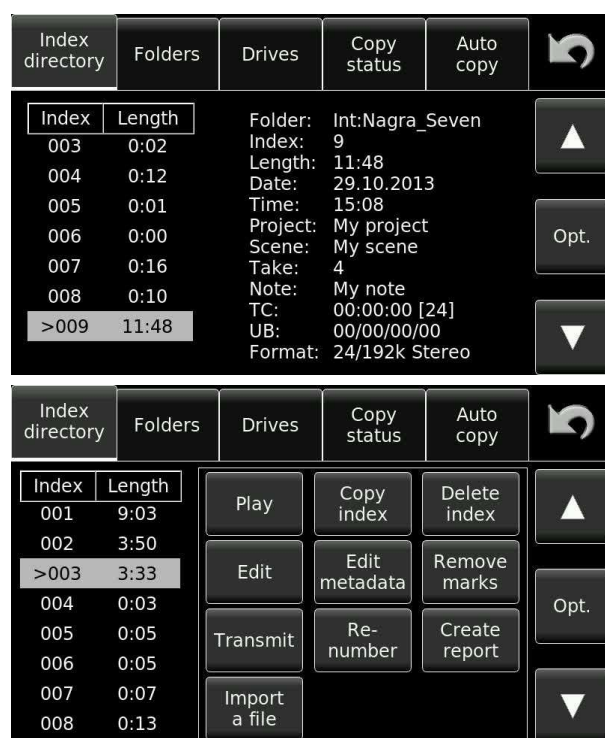 Index directory Folders Drives Copy status Auto copy
Index Length
003 0:02
004 0:12
005 0:01
006 0:00
007 0:16
008 0:10
>009 11:48
Folder: Int:Nagra_Seven
Index: 9
Length: 11:48
Date: 29.10.2013
Time: 15:08
Project: My project
Scene: My scene
Take: 4
Note: My note
TC: 00:00:00 [24]
UB: 00/00/00/00
Format: 24/192k Stereo
Opt.
Index directory Folders Drives Copy status Auto copy
Index Length
001 9:03
002 3:50
>003 3:33
004 0:03
005 0:05
006 0:05
007 0:07
008 0:13
Play Copy index Delete index
Edit Edit metadata Remove marks
Transmit Re-number Create report
Import a file
Opt.